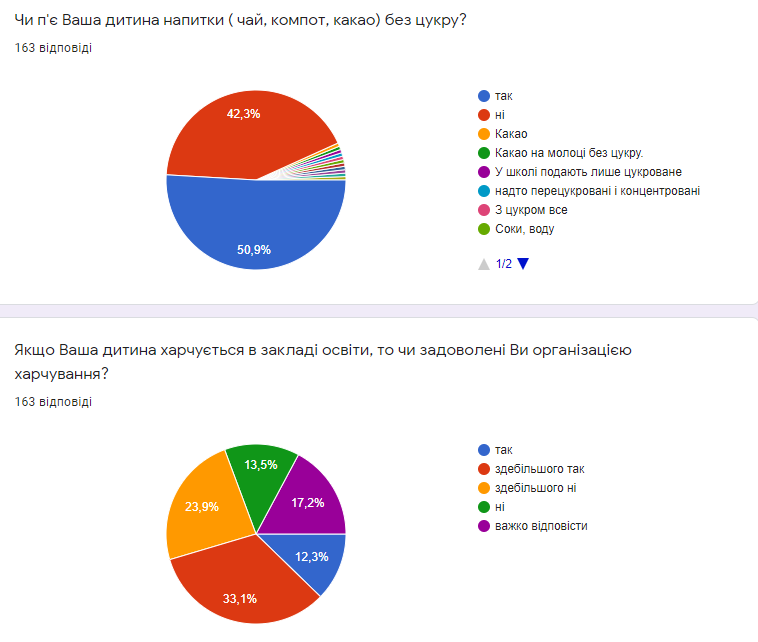 Чи п'є Ваша дитина напитки ( чай, компот, какао) без цукру?
163 відповіді
42,3%
50,9%
так
ні
Какао
Какао на молоці без цукру.
У школі подають лише цукроване
надто перецукровані і концентровані
З цукром все
Соки, воду
1/2
Якщо Ваша дитина харчується в закладі освіти, то чи задоволені Ви організацією
харчування?
163 відповіді
13,5%
17,2%
23,9%
12,3%
33,1%
так
здебільшого так
здебільшого ні
ні
важко відповісти